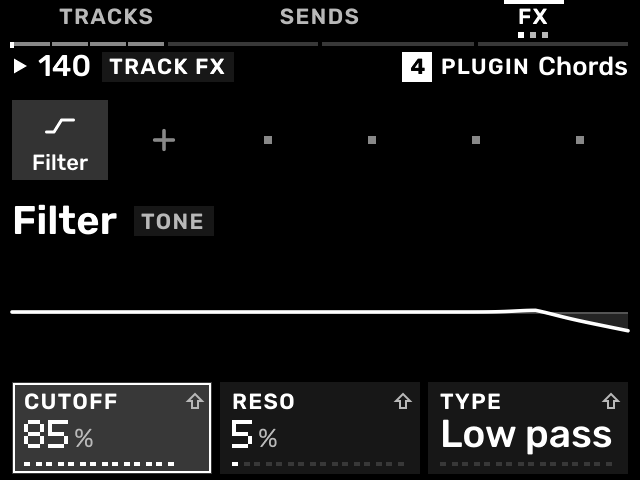 TRACKS SENDS FX
140 TRACK FX 4 PLUGIN Chords
Filter
Filter TONE
CUTOFF RESO TYPE
85 % 5 % Low pass